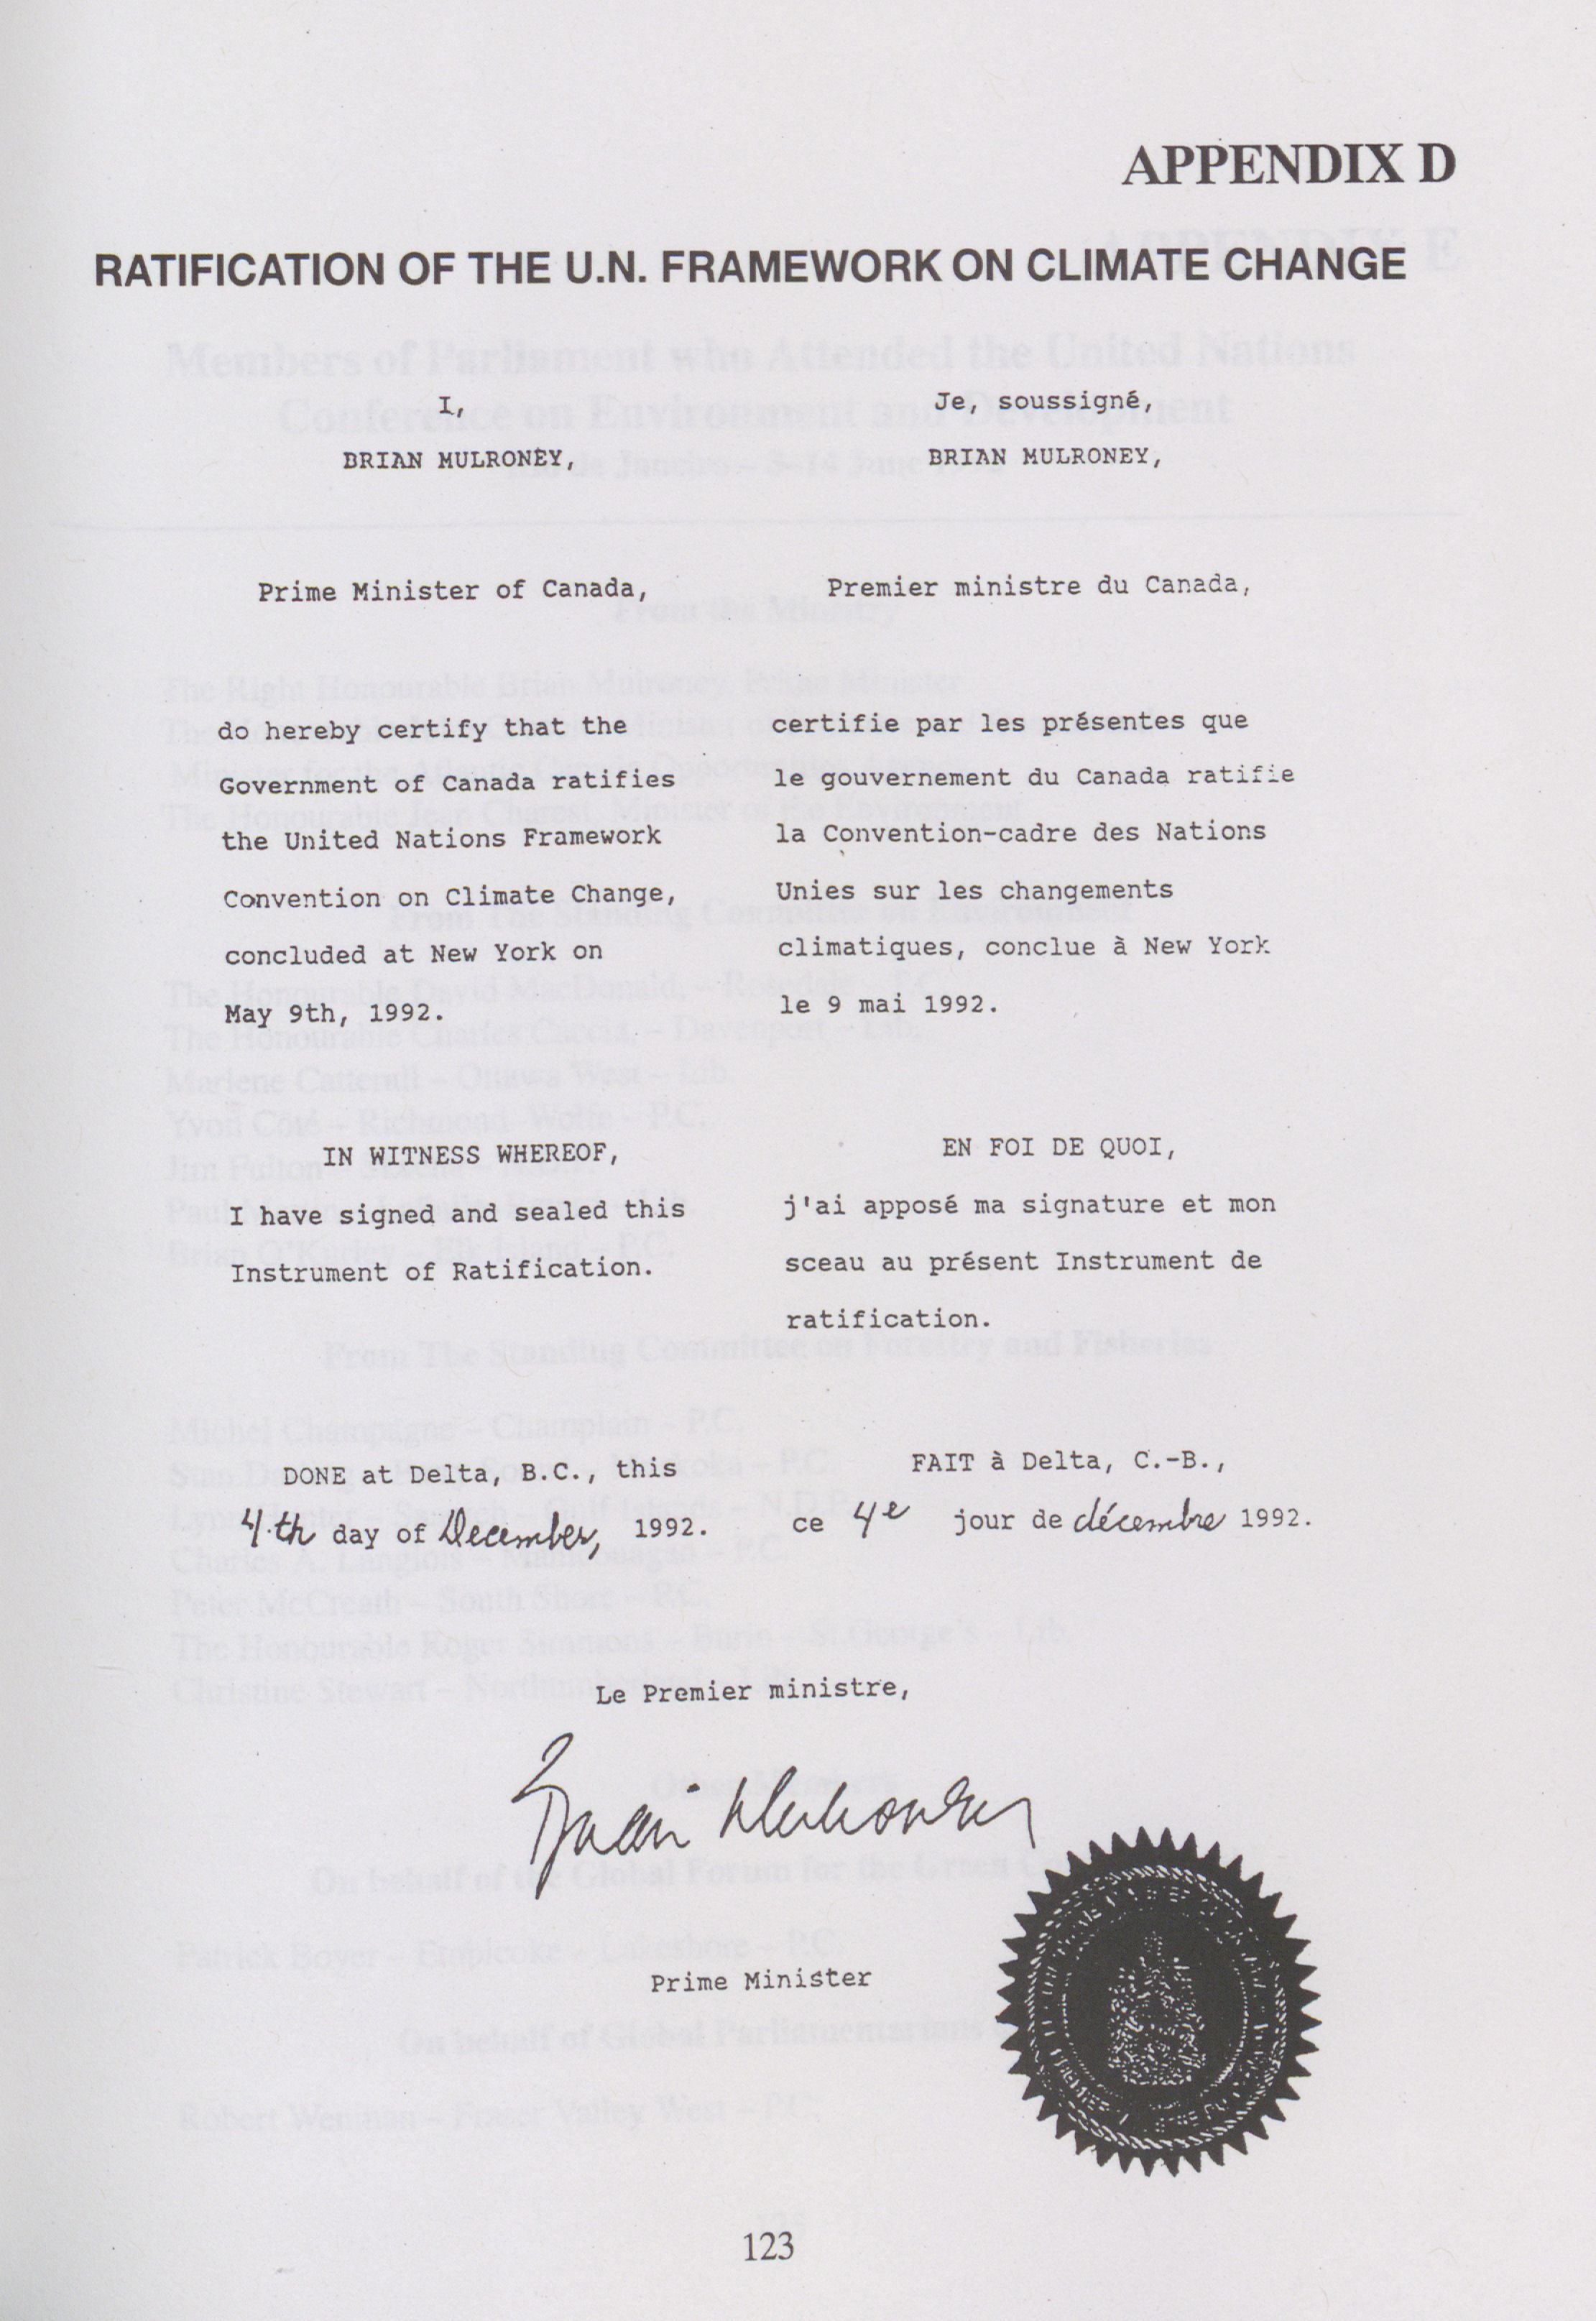 APPENDIX D
RATIFICATION OF THE U.N. FRAMEWORK ON CLIMATE CHANGE
I,
BRIAN MULRONEY,
Prime Minister of Canada,
do hereby certify that the
Government of Canada ratifies
the United Nations Framework
Convention on Climate Change,
concluded at New York on
May 9th, 1992.
IN WITNESS WHEREOF,
I have signed and sealed this
Instrument of Ratification.
DONE at Delta, B.C., this
4th day of December, 1992.
Je, soussigné,
BRIAN MULRONEY,
Premier ministre du Canada,
certifie par les présentes que
le gouvernement du Canada ratifie
la Convention-cadre des Nations
Unies sur les changements
climatiques, conclue à New York
le 9 mai 1992.
EN FOI DE QUOI,
j'ai apposé ma signature et mon
sceau au présent Instrument de
ratification.
FAIT à Delta, C.-B.,
ce 4e jour de décembre 1992.
Le Premier ministre,
Brian Mulroney
Prime Minister
123